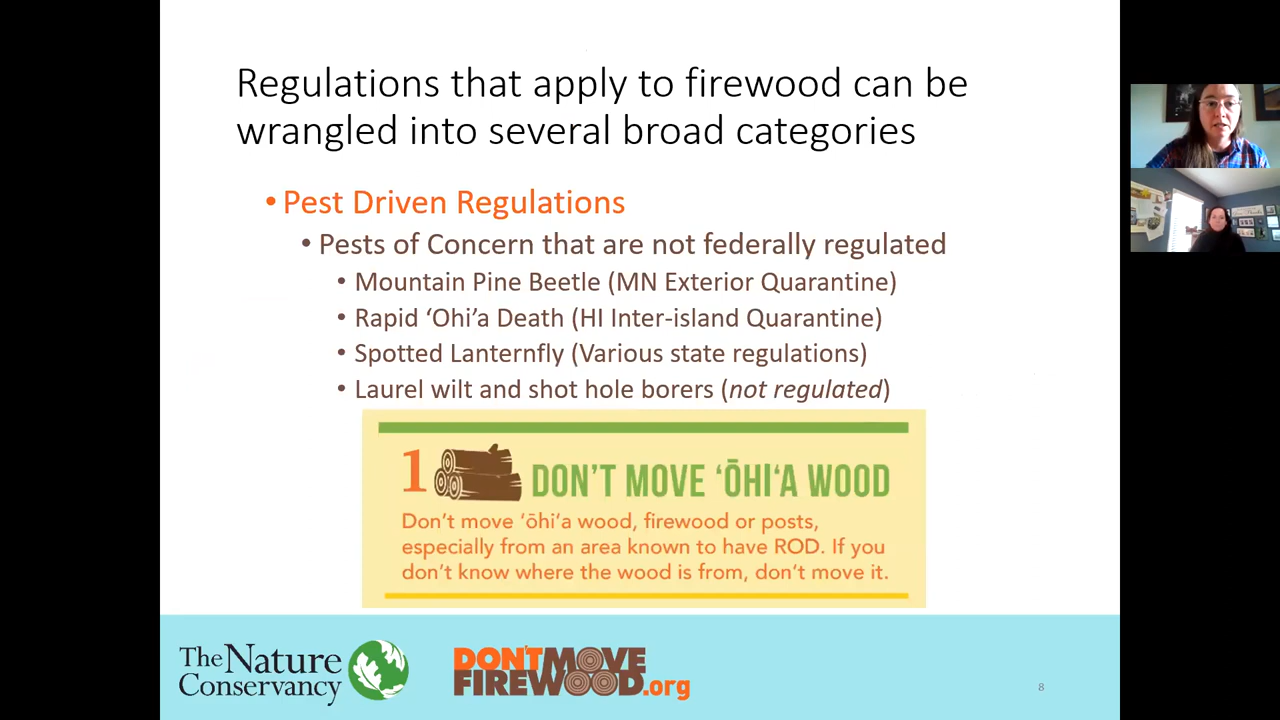 Regulations that apply to firewood can be
wrangled into several broad categories
• Pest Driven Regulations
• Pests of Concern that are not federally regulated
• Mountain Pine Beetle (MN Exterior Quarantine)
• Rapid ‘Ohi’a Death (HI Inter-island Quarantine)
• Spotted Lanternfly (Various state regulations)
• Laurel wilt and shot hole borers (not regulated)
1 DON’T MOVE ‘ŌHI‘A WOOD
Don’t move ‘ōhi‘a wood, firewood or posts,
especially from an area known to have ROD. If you
don’t know where the wood is from, don’t move it.
The Nature
Conservancy
DON'T MOVE
FIREWOOD.org
8